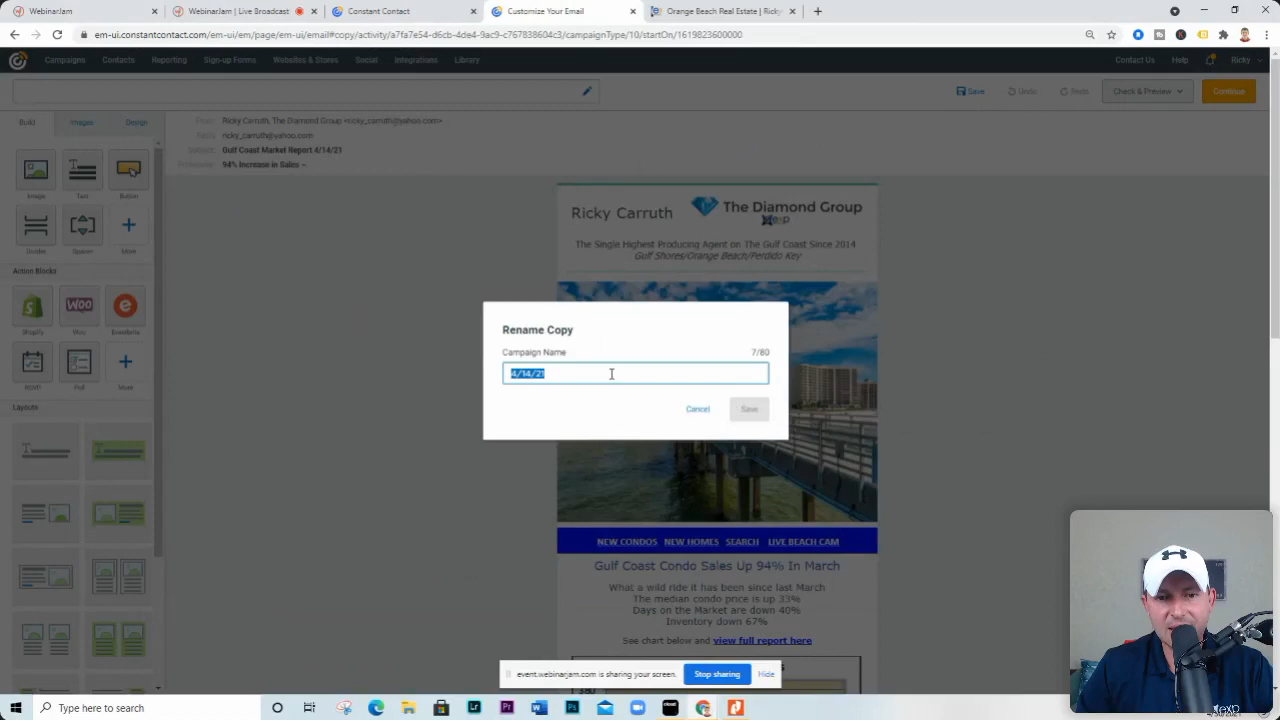 WebinarJam
WebinarJam | Live Broadcast
Constant Contact
Customize Your Email
Orange Beach Real Estate | Ricky
em-ui.constantcontact.com/em-ui/em/page/em-ui/email#copy/activity/a7fa7e54-d6cb-4de4-9ac9-c767838604c3/campaignType/10/startOn/1619823600000
Campaigns Contacts Reporting Sign-up Forms Websites & Stores Social Integrations Library Contact Us Help Ricky
Save Undo Redo Check & Preview Continue
Build Images Design
From: Ricky Carruth, The Diamond Group <ricky_carruth@yahoo.com>
ricky_carruth@yahoo.com
Subject: Gulf Coast Market Report 4/14/21
94% Increase in Sales –
Image Text Button
Divider Spacer More
Action Blocks
Shopify Woo Eventbrite
RSVP Poll More
Layouts
Ricky Carruth The Diamond Group
eXp
The Single Highest Producing Agent on The Gulf Coast Since 2014
Gulf Shores/Orange Beach/Perdido Key
Rename Copy
Campaign Name 7/80
4/14/21
Cancel Save
NEW CONDOS NEW HOMES SEARCH LIVE BEACH CAM
Gulf Coast Condo Sales Up 94% In March
What a wild ride it has been since last March
The median condo price is up 33%
Days on the Market are down 40%
Inventory down 67%
See chart below and view full report here
event.webinarjam.com is sharing your screen. Stop sharing Hide
Type here to search